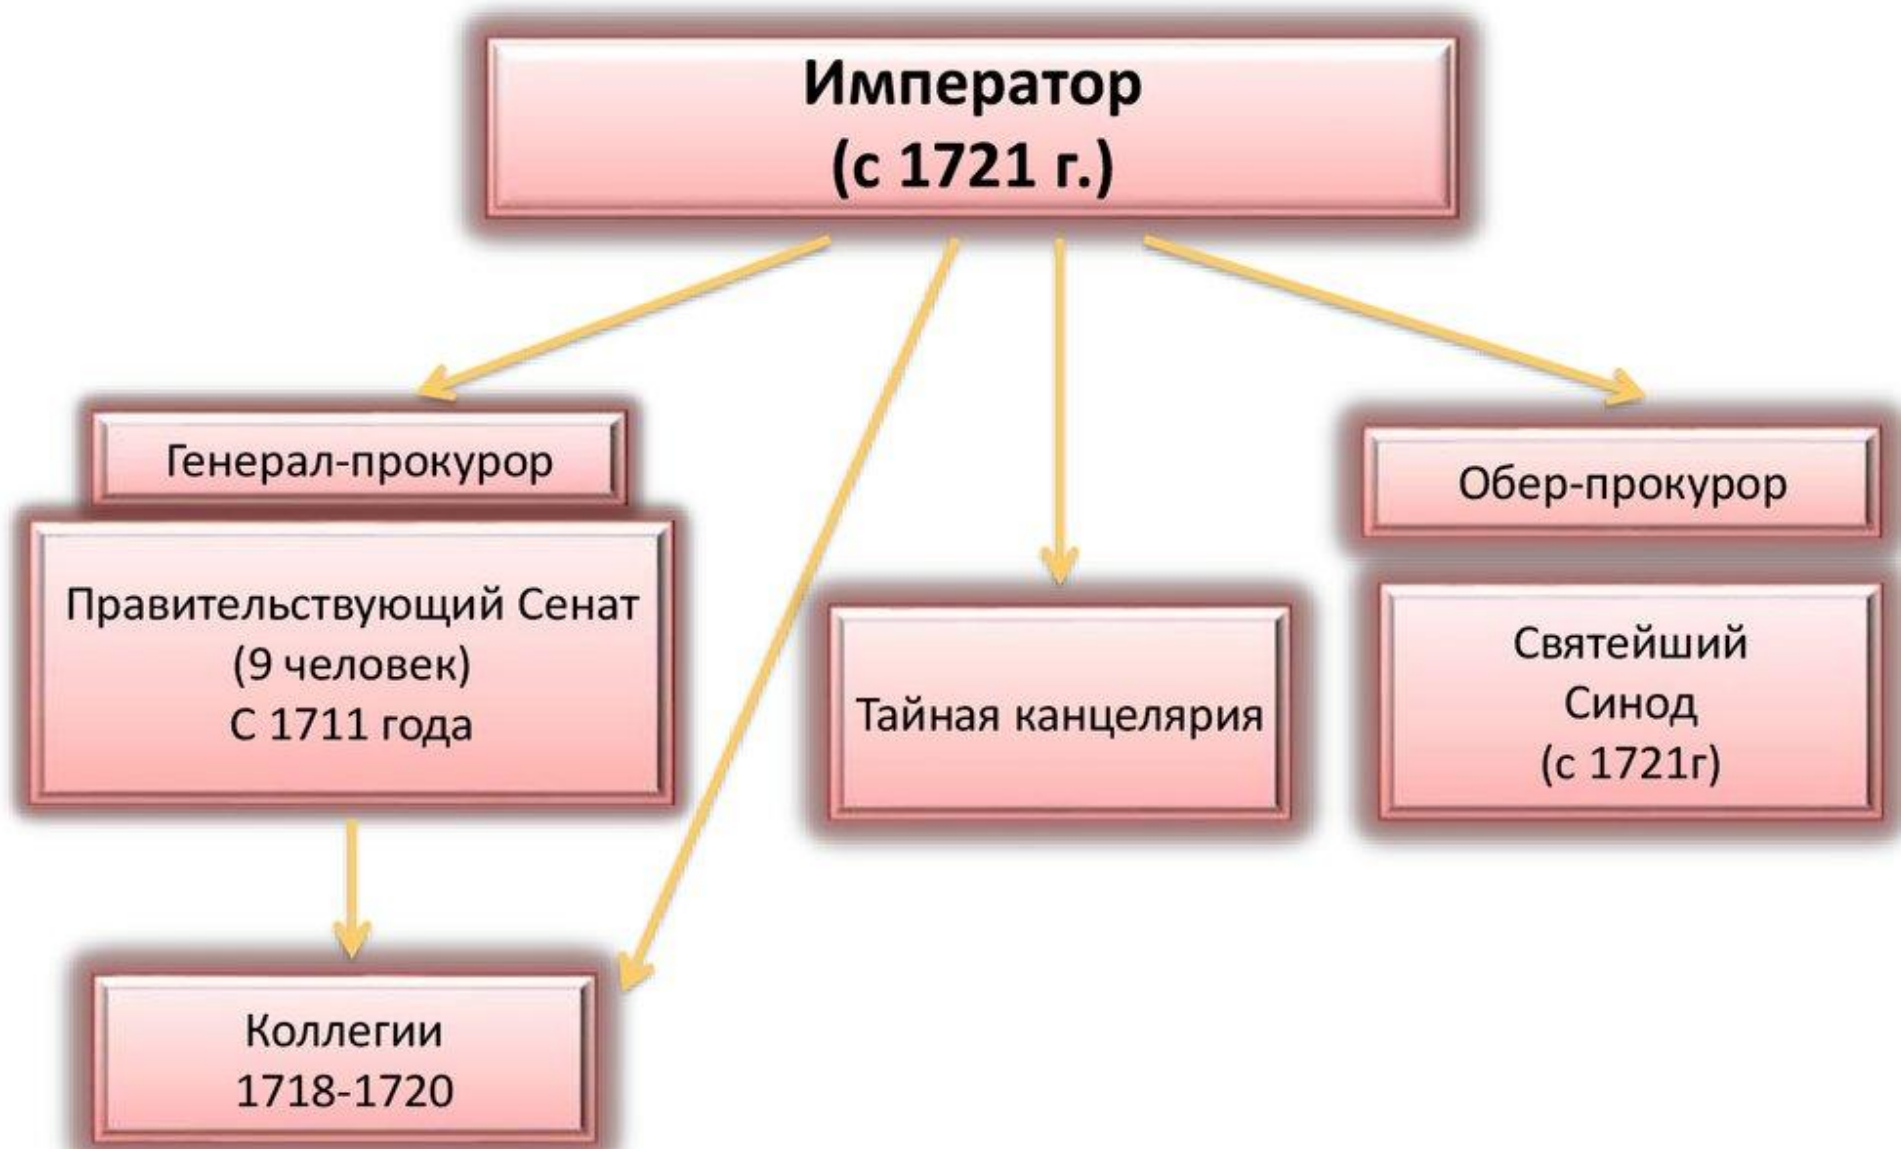 Император
(с 1721 г.)
Генерал-прокурор
Правительствующий Сенат
(9 человек)
С 1711 года
Обер-прокурор
Тайная канцелярия
Святейший
Синод
(с 1721г)
Коллегии
1718-1720